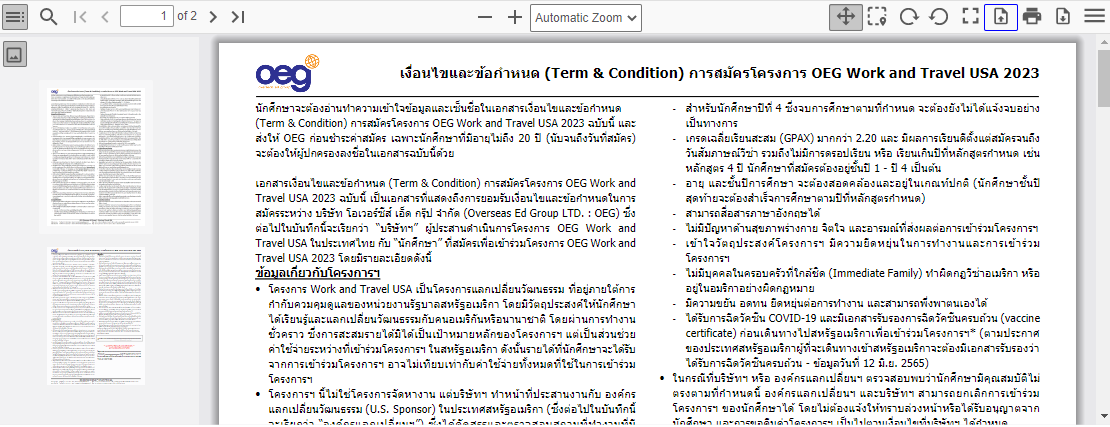 1 of 2
Automatic Zoom
oeg
เงื่อนไขและข้อกำหนด (Term & Condition) การสมัครโครงการ OEG Work and Travel USA 2023
นักศึกษาจะต้องอ่านทำความเข้าใจข้อมูลและเซ็นชื่อในเอกสารเงื่อนไขและข้อกำหนด
(Term & Condition) การสมัครโครงการ OEG Work and Travel USA 2023 ฉบับนี้ และ
ส่งให้ OEG ก่อนชำระค่าสมัคร เฉพาะนักศึกษาที่มีอายุไม่ถึง 20 ปี (นับจนถึงวันที่สมัคร)
จะต้องให้ผู้ปกครองลงชื่อในเอกสารฉบับนี้ด้วย
เอกสารเงื่อนไขและข้อกำหนด (Term & Condition) การสมัครโครงการ OEG Work and
Travel USA 2023 ฉบับนี้ เป็นเอกสารที่แสดงถึงการยอมรับเงื่อนไขและข้อกำหนดในการ
สมัครระหว่าง บริษัท โอเวอร์ซีส์ เอ็ด กรุ๊ป จำกัด (Overseas Ed Group LTD. : OEG) ซึ่ง
ต่อไปในบันทึกนี้จะเรียกว่า "บริษัทฯ" ผู้ประสานดำเนินการโครงการ OEG Work and
Travel USA ในประเทศไทย กับ "นักศึกษา" ที่สมัครเพื่อเข้าร่วมโครงการ OEG Work and
Travel USA 2023 โดยมีรายละเอียดดังนี้
ข้อมูลเกี่ยวกับโครงการฯ
• โครงการ Work and Travel USA เป็นโครงการแลกเปลี่ยนวัฒนธรรม ที่อยู่ภายใต้การ
กำกับควบคุมดูแลของหน่วยงานรัฐบาลสหรัฐอเมริกา โดยมีวัตถุประสงค์ให้นักศึกษา
ได้เรียนรู้และแลกเปลี่ยนวัฒนธรรมกับคนอเมริกันหรือนานาชาติ โดยผ่านการทำงาน
ชั่วคราว ซึ่งการสะสมรายได้มิได้เป็นเป้าหมายหลักของโครงการฯ แต่เป็นส่วนช่วย
ค่าใช้จ่ายระหว่างที่เข้าร่วมโครงการฯ ในสหรัฐอเมริกา ดังนั้นรายได้ที่นักศึกษาจะได้รับ
จากการเข้าร่วมโครงการฯ อาจไม่เทียบเท่ากับค่าใช้จ่ายทั้งหมดที่ใช้ในการเข้าร่วม
โครงการฯ
• โครงการฯ นี้ไม่ใช่โครงการจัดหางาน แต่บริษัทฯ ทำหน้าที่ประสานงานกับ องค์กร
แลกเปลี่ยนวัฒนธรรม (U.S. Sponsor) ในประเทศสหรัฐอเมริกา (ซึ่งต่อไปในบันทึกนี้
จะเรียกว่า "องค์กรแลกเปลี่ยนฯ") ซึ่งได้คัดสรรและตรวจสอบสถานที่ทำงานที่มี
- สำหรับนักศึกษาปีที่ 4 ซึ่งจบการศึกษาตามที่กำหนด จะต้องยังไม่ได้แจ้งจบอย่าง
เป็นทางการ
- เกรดเฉลี่ยเรียนสะสม (GPAX) มากกว่า 2.20 และ มีผลการเรียนดีตั้งแต่สมัครจนถึง
วันสัมภาษณ์วีซ่า รวมถึงไม่มีการดรอปเรียน หรือ เรียนเกินปีที่หลักสูตรกำหนด เช่น
หลักสูตร 4 ปี นักศึกษาที่สมัครต้องอยู่ชั้นปี 1 - ปี 4 เป็นต้น
- อายุ และชั้นปีการศึกษา จะต้องสอดคล้องและอยู่ในเกณฑ์ปกติ (นักศึกษาชั้นปี
สุดท้ายจะต้องสำเร็จการศึกษาตามปีที่หลักสูตรกำหนด)
- สามารถสื่อสารภาษาอังกฤษได้
- ไม่มีปัญหาด้านสุขภาพร่างกาย จิตใจ และอารมณ์ที่ส่งผลต่อการเข้าร่วมโครงการฯ
- เข้าใจวัตถุประสงค์โครงการฯ มีความยืดหยุ่นในการทำงานและการเข้าร่วม
โครงการฯ
- ไม่มีบุคคลในครอบครัวที่ใกล้ชิด (Immediate Family) ทำผิดกฎวีซ่าอเมริกา หรือ
อยู่ในอเมริกาอย่างผิดกฎหมาย
- มีความขยัน อดทน ยืดหยุ่นต่อการทำงาน และสามารถพึ่งพาตนเองได้
- ได้รับการฉีดวัคซีน COVID-19 และมีเอกสารรับรองการฉีดวัคซีนครบถ้วน (vaccine
certificate) ก่อนเดินทางไปสหรัฐอเมริกาเพื่อเข้าร่วมโครงการฯ* (ตามประกาศ
ของประเทศสหรัฐอเมริกาผู้ที่จะเดินทางเข้าสหรัฐอเมริกาจะต้องมีเอกสารรับรองว่า
ได้รับการฉีดวัคซีนครบถ้วน - ข้อมูลวันที่ 12 มิ.ย. 2565)
• ในกรณีที่บริษัทฯ หรือ องค์กรแลกเปลี่ยนฯ ตรวจสอบพบว่านักศึกษามีคุณสมบัติไม่
ตรงตามที่กำหนดนี้ องค์กรแลกเปลี่ยนฯ และบริษัทฯ สามารถยกเลิกการเข้าร่วม
โครงการฯ ของนักศึกษาได้ โดยไม่ต้องแจ้งให้ทราบล่วงหน้าหรือได้รับอนุญาตจาก
นักศึกษา และการขอคืนค่าโครงการฯ เป็นไปตามเงื่อนไขที่บริษัทฯ ได้กำหนด